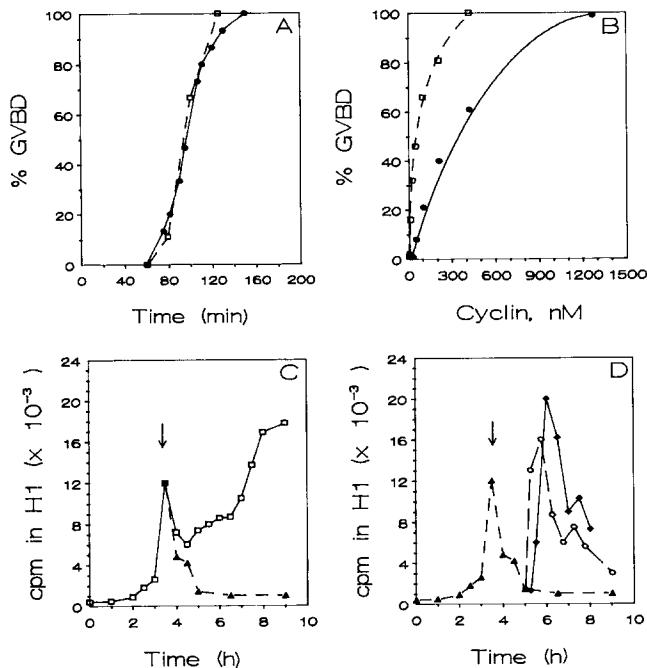 A
% GVBD
100
80
60
40
20
0
0 40 80 120 160 200
Time (min)
B
% GVBD
100
80
60
40
20
0
0 300 600 900 1200 1500
Cyclin, nM
C
cpm in H1 (x 10⁻³)
24
20
16
12
8
4
0
0 2 4 6 8 10
Time (h)
D
cpm in H1 (x 10⁻³)
24
20
16
12
8
4
0
0 2 4 6 8 10
Time (h)